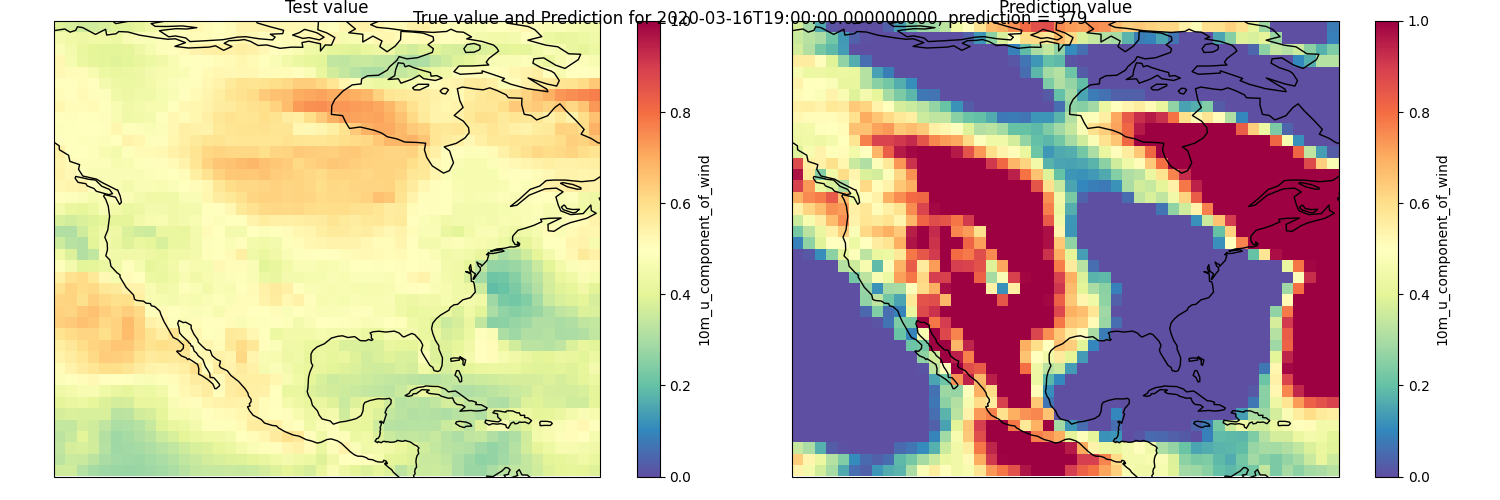 Test value
True value and Prediction for 2020-03-16T19:00:00.000000000, prediction = 379
Prediction value
1.0
0.8
0.6
0.4
0.2
0.0
10m_u_component_of_wind
1.0
0.8
0.6
0.4
0.2
0.0
10m_u_component_of_wind